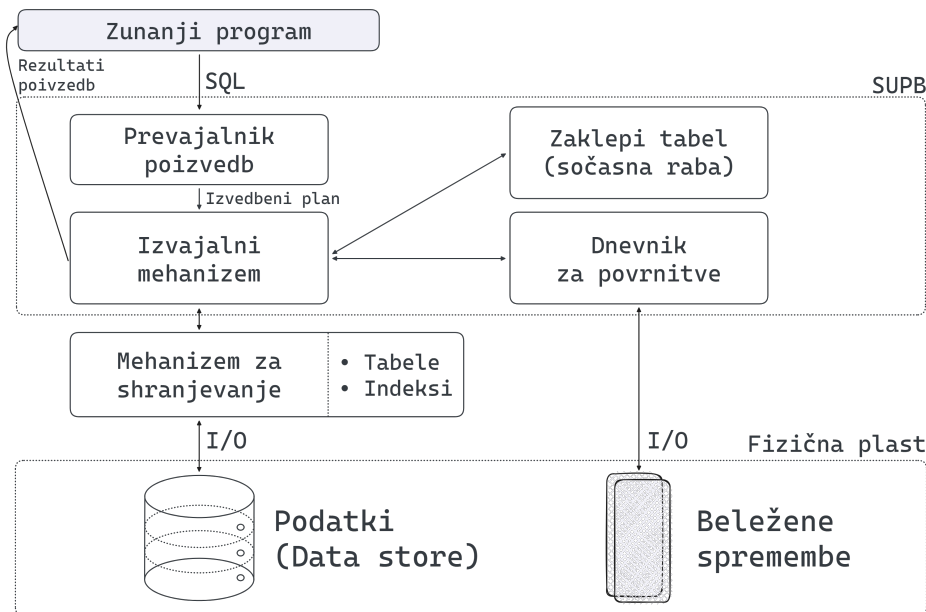 Zunanji program
Rezultati
poivzedb
SQL
SUPB
Prevajalnik
poizvedb
Zaklepi tabel
(sočasna raba)
Izvedbeni plan
Izvajalni
mehanizem
Dnevnik
za povrnitve
Mehanizem za
shranjevanje
• Tabele
• Indeksi
I/O
I/O
Fizična plast
Podatki
(Data store)
Beležene
spremembe